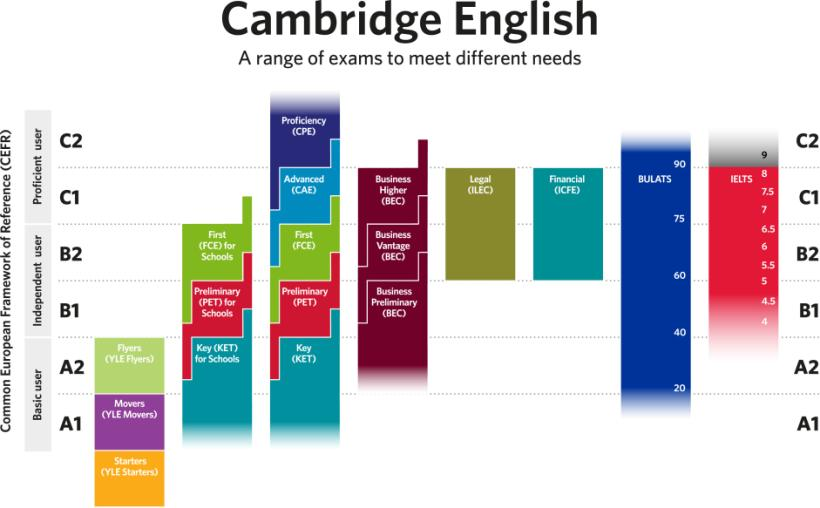 Cambridge English
A range of exams to meet different needs
Common European Framework of Reference (CEFR)
Proficient user
Independent user
Basic user
C2
C1
B2
B1
A2
A1
Flyers
(YLE Flyers)
Movers
(YLE Movers)
Starters
(YLE Starters)
First
(FCE) for
Schools
Preliminary
(PET) for
Schools
Key (KET)
for Schools
Proficiency
(CPE)
Advanced
(CAE)
First
(FCE)
Preliminary
(PET)
Key
(KET)
Business
Higher
(BEC)
Business
Vantage
(BEC)
Business
Preliminary
(BEC)
Legal
(ILEC)
Financial
(ICFE)
BULATS
90
75
60
40
20
IELTS
9
8
7.5
7
6.5
6
5.5
5
4.5
4
C2
C1
B2
B1
A2
A1